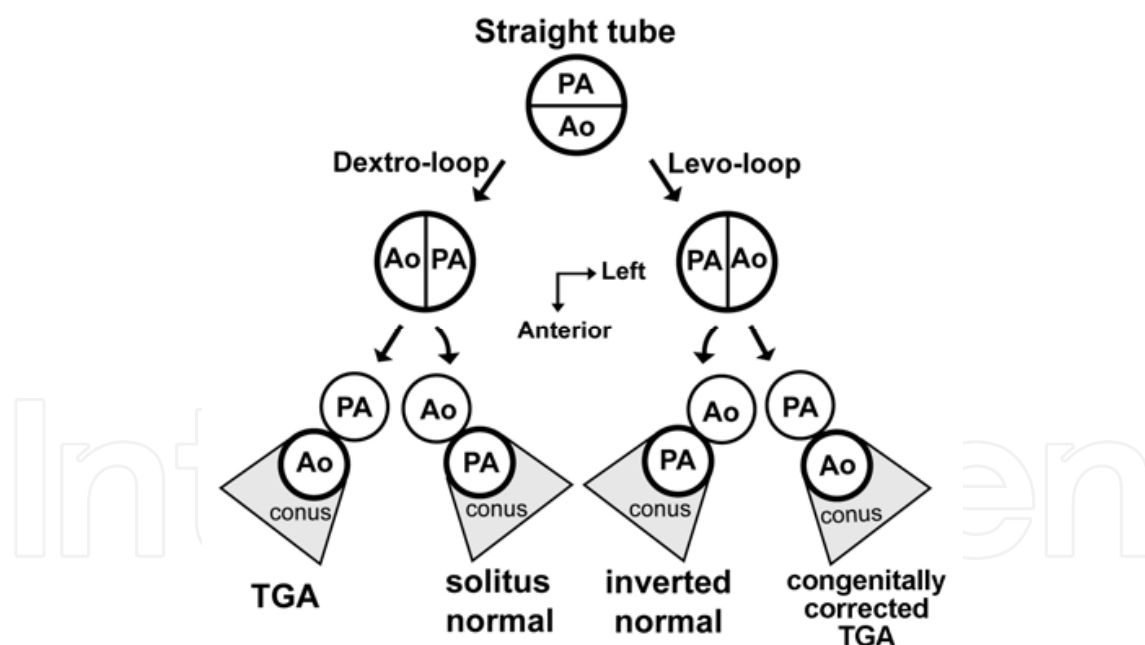 Straight tube
PA
Ao
Dextro-loop
Levo-loop
Ao PA
PA Ao
Left
Anterior
PA
Ao
Ao
PA
Ao
PA
PA
Ao
conus
conus
conus
conus
TGA
solitus
normal
inverted
normal
congenitally
corrected
TGA